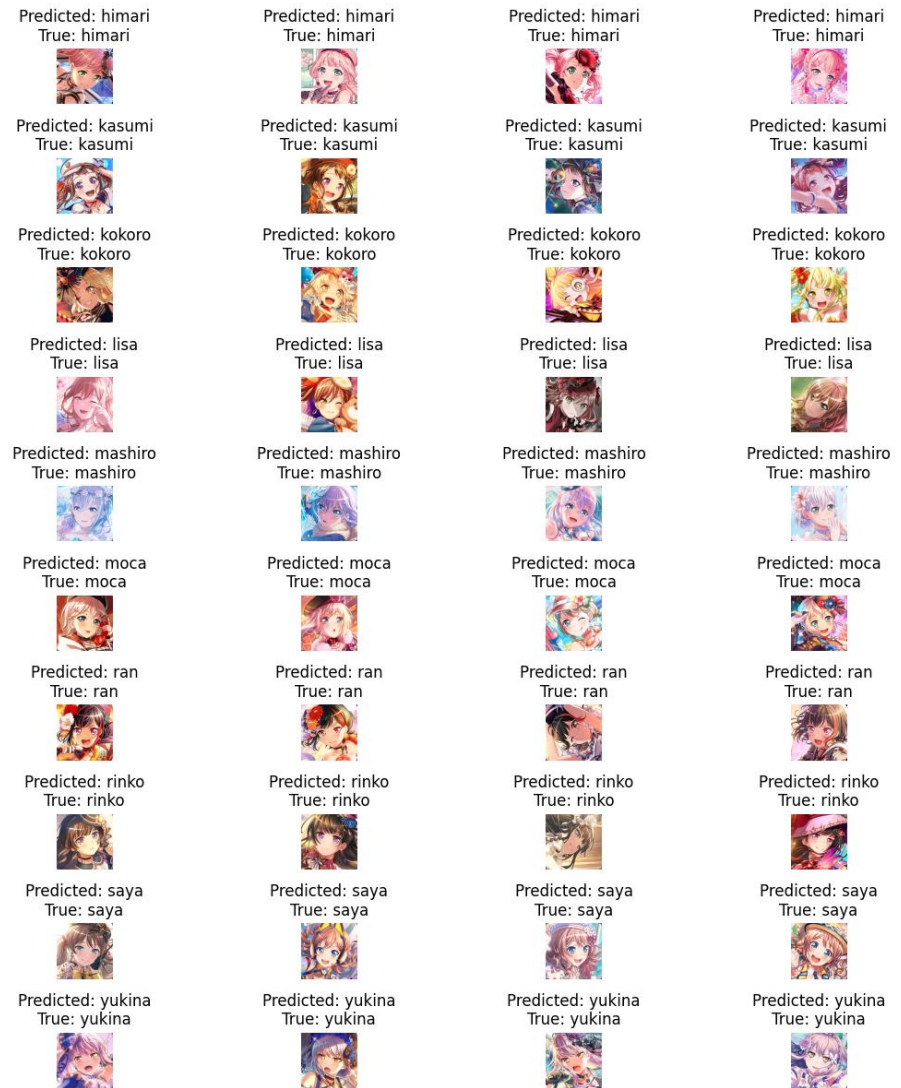 Predicted: himari
True: himari
Predicted: himari
True: himari
Predicted: himari
True: himari
Predicted: himari
True: himari
Predicted: kasumi
True: kasumi
Predicted: kasumi
True: kasumi
Predicted: kasumi
True: kasumi
Predicted: kasumi
True: kasumi
Predicted: kokoro
True: kokoro
Predicted: kokoro
True: kokoro
Predicted: kokoro
True: kokoro
Predicted: kokoro
True: kokoro
Predicted: lisa
True: lisa
Predicted: lisa
True: lisa
Predicted: lisa
True: lisa
Predicted: lisa
True: lisa
Predicted: mashiro
True: mashiro
Predicted: mashiro
True: mashiro
Predicted: mashiro
True: mashiro
Predicted: mashiro
True: mashiro
Predicted: moca
True: moca
Predicted: moca
True: moca
Predicted: moca
True: moca
Predicted: moca
True: moca
Predicted: ran
True: ran
Predicted: ran
True: ran
Predicted: ran
True: ran
Predicted: ran
True: ran
Predicted: rinko
True: rinko
Predicted: rinko
True: rinko
Predicted: rinko
True: rinko
Predicted: rinko
True: rinko
Predicted: saya
True: saya
Predicted: saya
True: saya
Predicted: saya
True: saya
Predicted: saya
True: saya
Predicted: yukina
True: yukina
Predicted: yukina
True: yukina
Predicted: yukina
True: yukina
Predicted: yukina
True: yukina